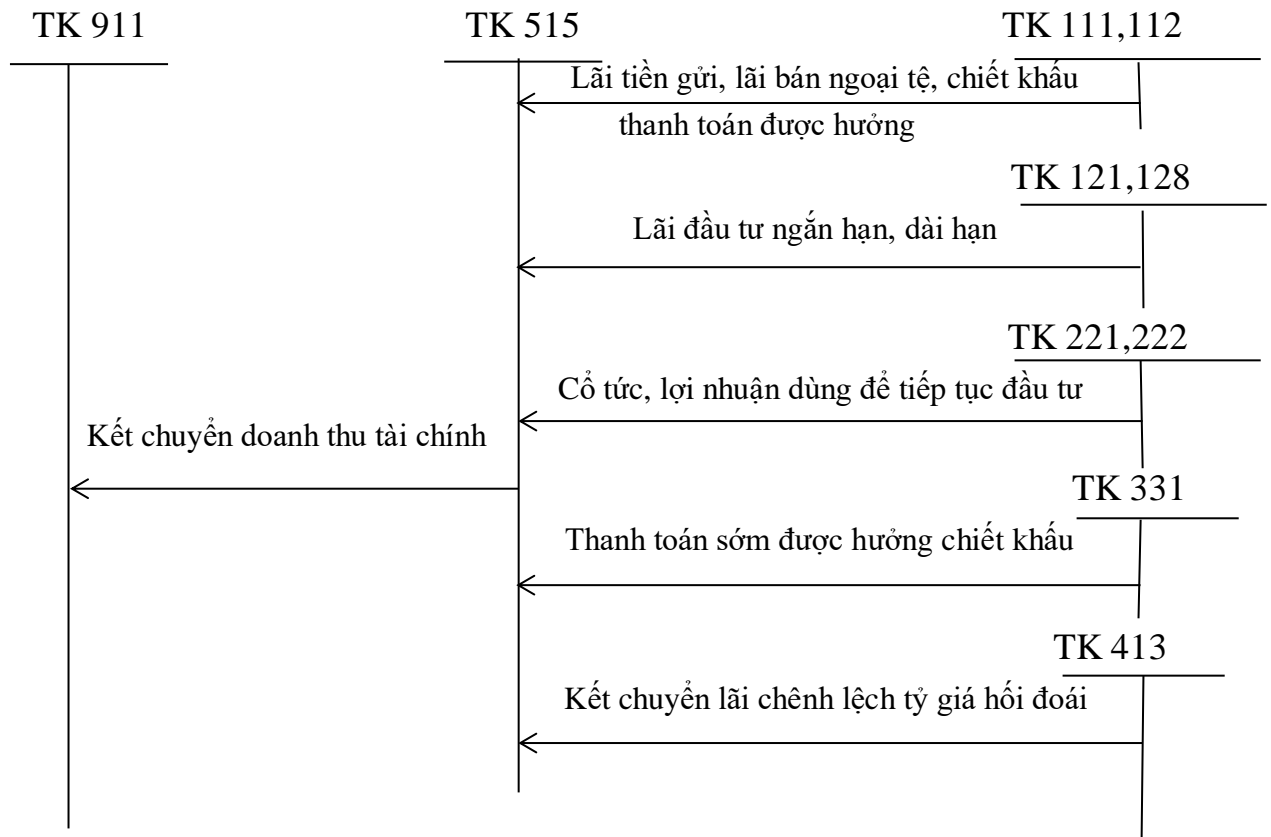 TK 911
TK 515
TK 111,112
Lãi tiền gửi, lãi bán ngoại tệ, chiết khấu
thanh toán được hưởng
TK 121,128
Lãi đầu tư ngắn hạn, dài hạn
TK 221,222
Cổ tức, lợi nhuận dùng để tiếp tục đầu tư
Kết chuyển doanh thu tài chính
TK 331
Thanh toán sớm được hưởng chiết khấu
TK 413
Kết chuyển lãi chênh lệch tỷ giá hối đoái